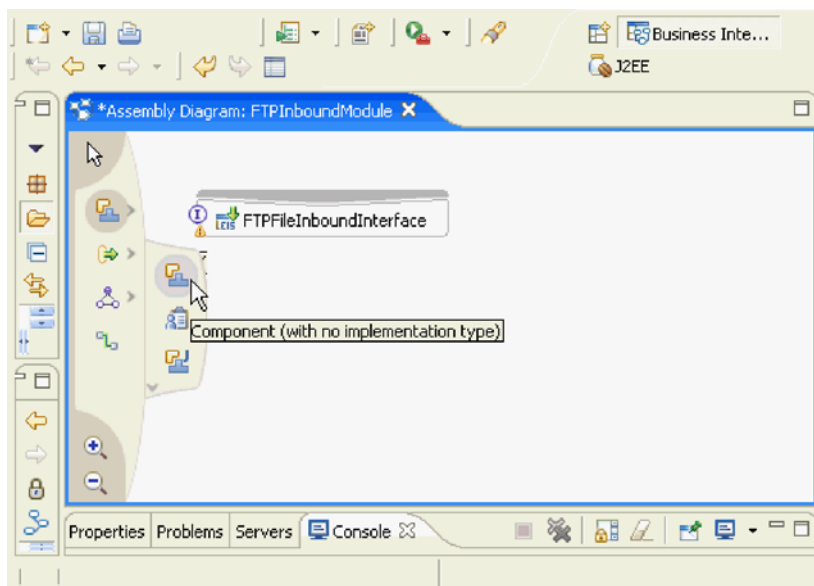 Business Inte...
J2EE
*Assembly Diagram: FTPInboundModule
FTPFileInboundInterface
Component (with no implementation type)
Properties Problems Servers Console